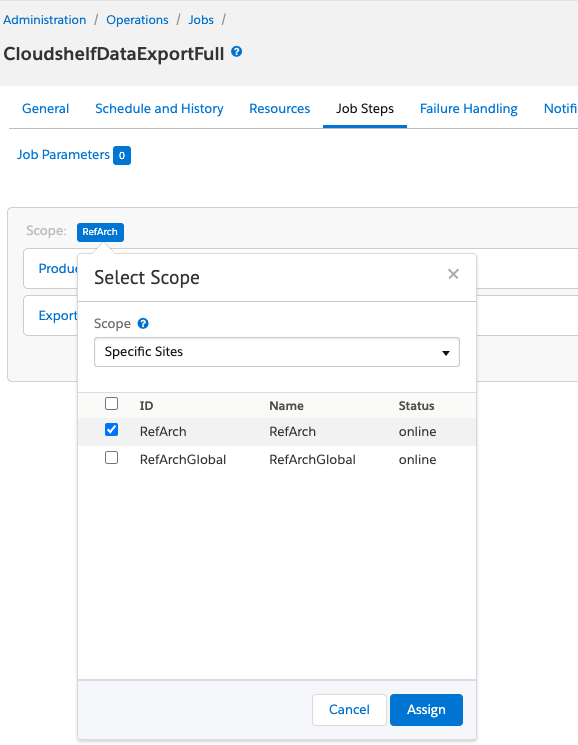 Administration / Operations / Jobs /
CloudshelfDataExportFull ?
General Schedule and History Resources Job Steps Failure Handling Notifi
Job Parameters 0
Scope: RefArch
Produc
Export
Select Scope ×
Scope ?
Specific Sites
ID Name Status
RefArch RefArch online
RefArchGlobal RefArchGlobal online
Cancel Assign